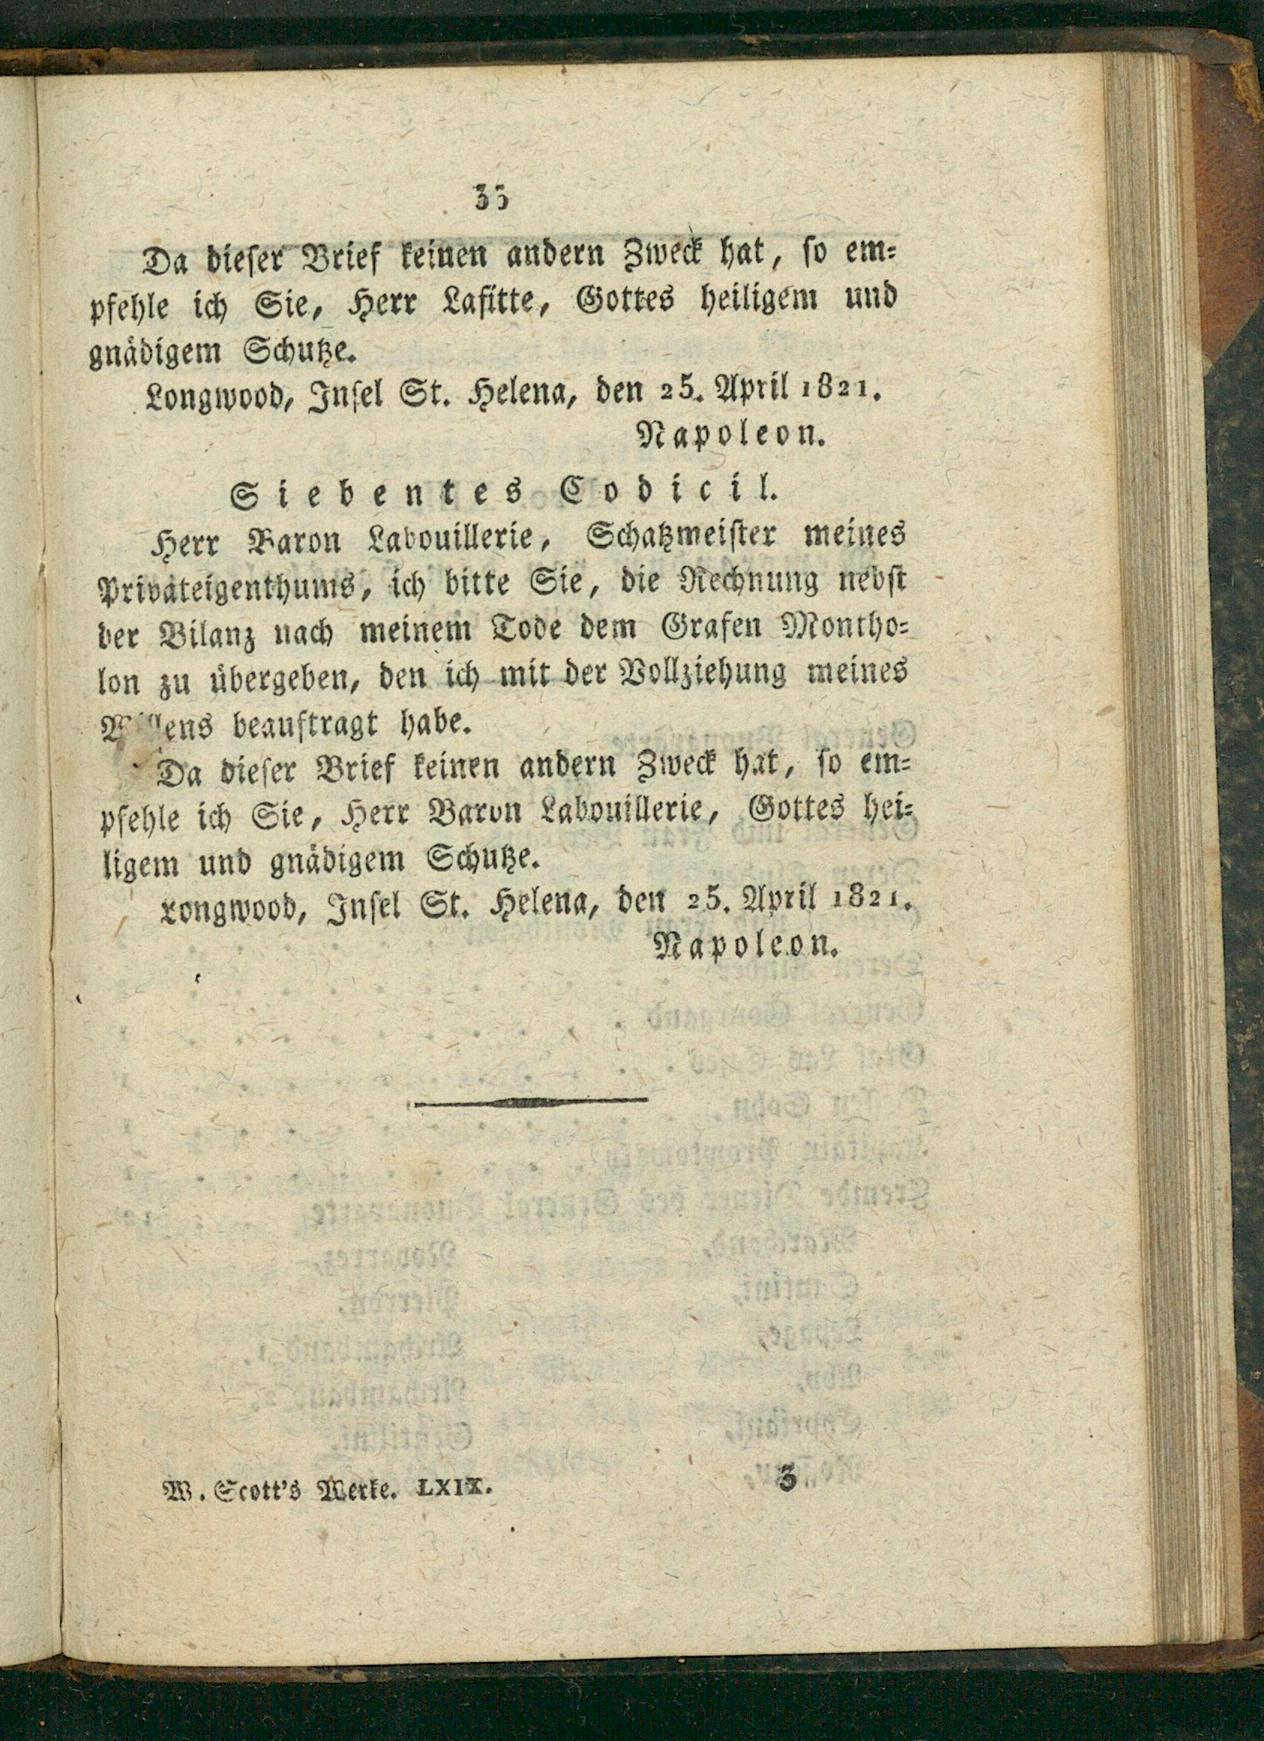 33
Da dieser Brief keinen andern Zweck hat, so em-
pfehle ich Sie, Herr Lafitte, Gottes heiligem und
gnädigem Schutze.
Longwood, Insel St. Helena, den 25. April 1821.
Napoleon.
Siebentes Codicil.
Herr Baron Labouillerie, Schatzmeister meines
Privateigenthums, ich bitte Sie, die Rechnung nebst
der Bilanz nach meinem Tode dem Grafen Montho-
lon zu übergeben, den ich mit der Vollziehung meines
Willens beauftragt habe.
Da dieser Brief keinen andern Zweck hat, so em-
pfehle ich Sie, Herr Baron Labouillerie, Gottes hei-
ligem und gnädigem Schutze.
Longwood, Insel St. Helena, den 25. April 1821.
Napoleon.
W. Scott's Werke. LXIX. 3